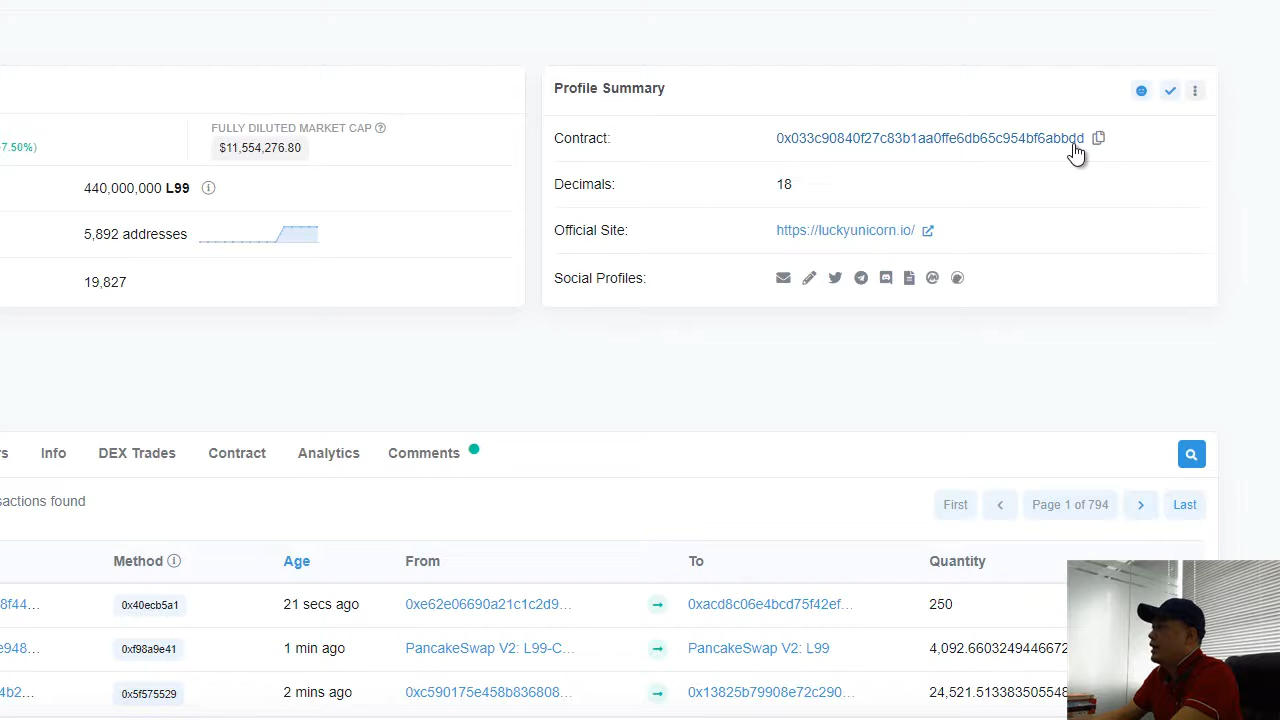 Profile Summary
FULLY DILUTED MARKET CAP
7.50%)
$11,554,276.80
Contract:
0x033c90840f27c83b1aa0ffe6db65c954bf6abbdd
440,000,000 L99
Decimals:
18
5,892 addresses
Official Site:
https://luckyunicorn.io/
19,827
Social Profiles:
rs Info DEX Trades Contract Analytics Comments
sactions found
First
Page 1 of 794
Last
Method Age From To Quantity
8f44... 0x40ecb5a1 21 secs ago 0xe62e06690a21c1c2d9... 0xacd8c06e4bcd75f42ef... 250
e948... 0xf98a9e41 1 min ago PancakeSwap V2: L99-C... PancakeSwap V2: L99 4,092.6603249446672
4b2... 0x5f575529 2 mins ago 0xc590175e458b836808... 0x13825b79908e72c290... 24,521.513383505548